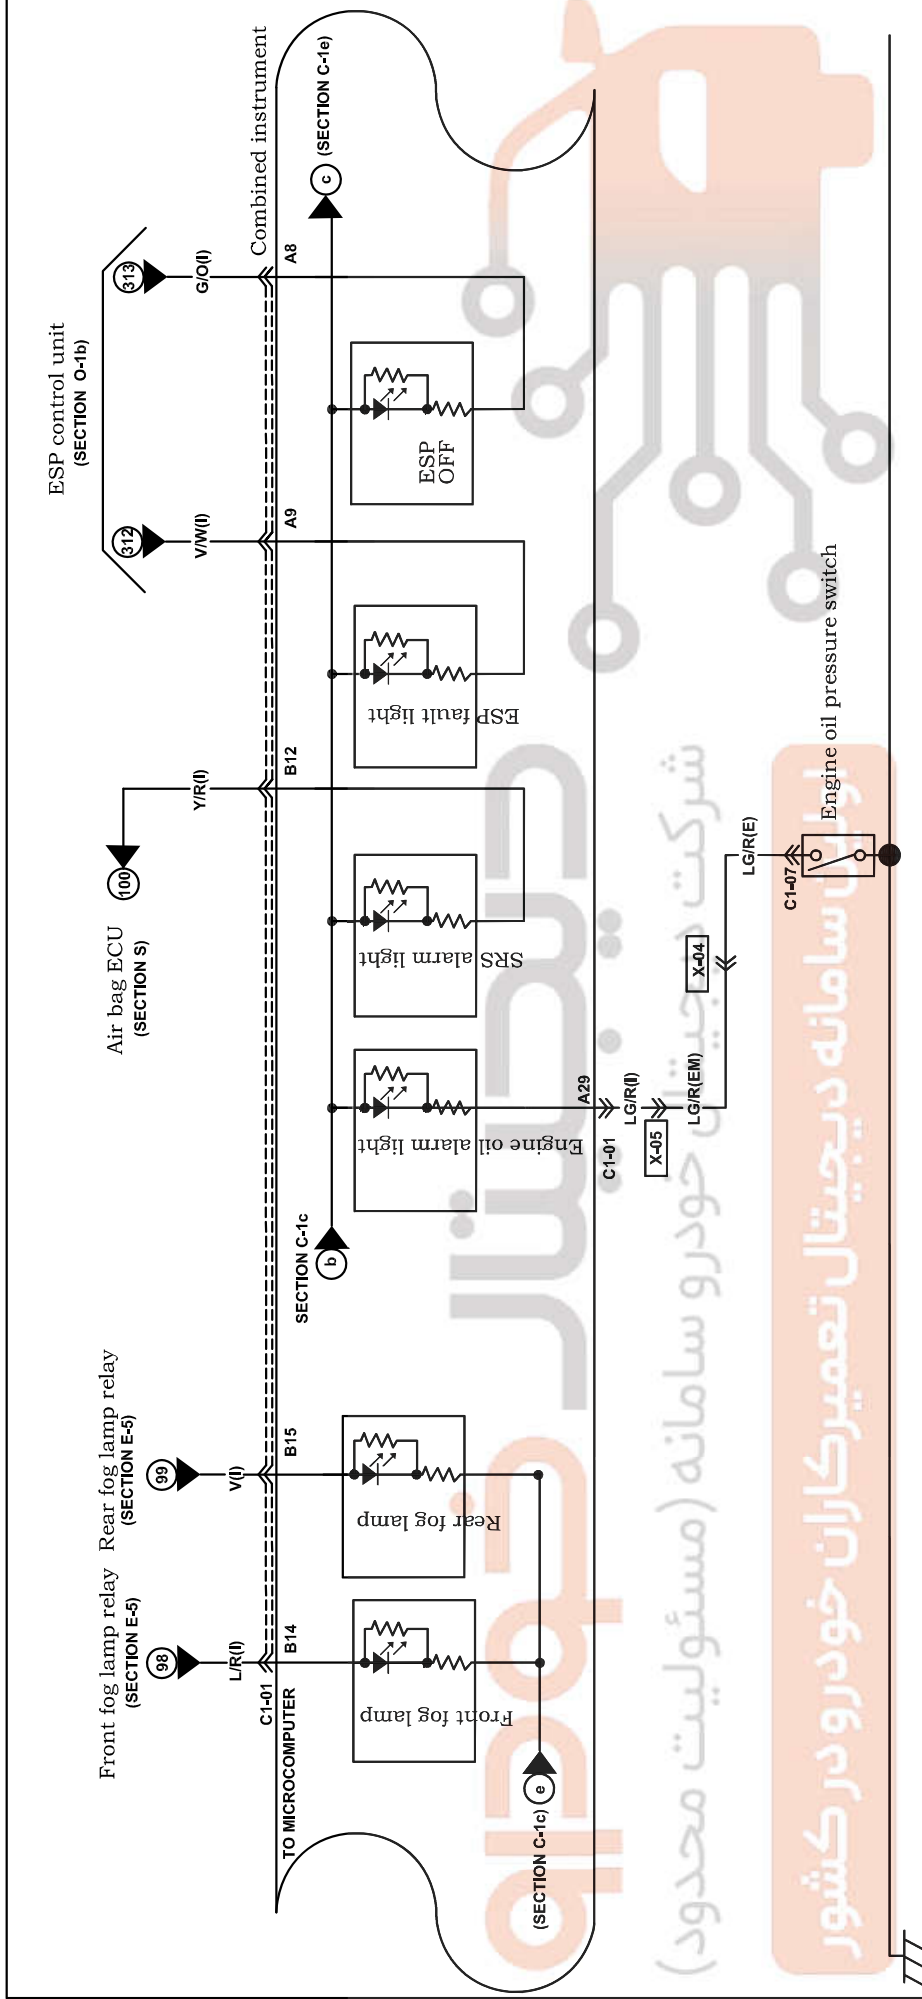 ESP control unit
(SECTION O-1b)
313
312
G/O(I)
V/W(I)
Combined instrument
A8
A9
c
(SECTION C-1e)
ESP
OFF
ESP fault light
Air bag ECU
(SECTION S)
100
Y/R(I)
B12
SRS alarm light
Engine oil alarm light
SECTION C-1c
b
A29
C1-01
LG/R(I)
X-05
LG/R(EM)
X-04
LG/R(E)
C1-07
Engine oil pressure switch
Rear fog lamp relay
(SECTION E-5)
99
V(I)
B15
Rear fog lamp
Front fog lamp relay
(SECTION E-5)
98
L/R(I)
B14
C1-01
TO MICROCOMPUTER
Front fog lamp
e
(SECTION C-1c)
شرکت دیجیتال خودرو سامانه (مسئولیت محدود)
اولین سامانه دیجیتال تعمیرکاران خودرو در کشور